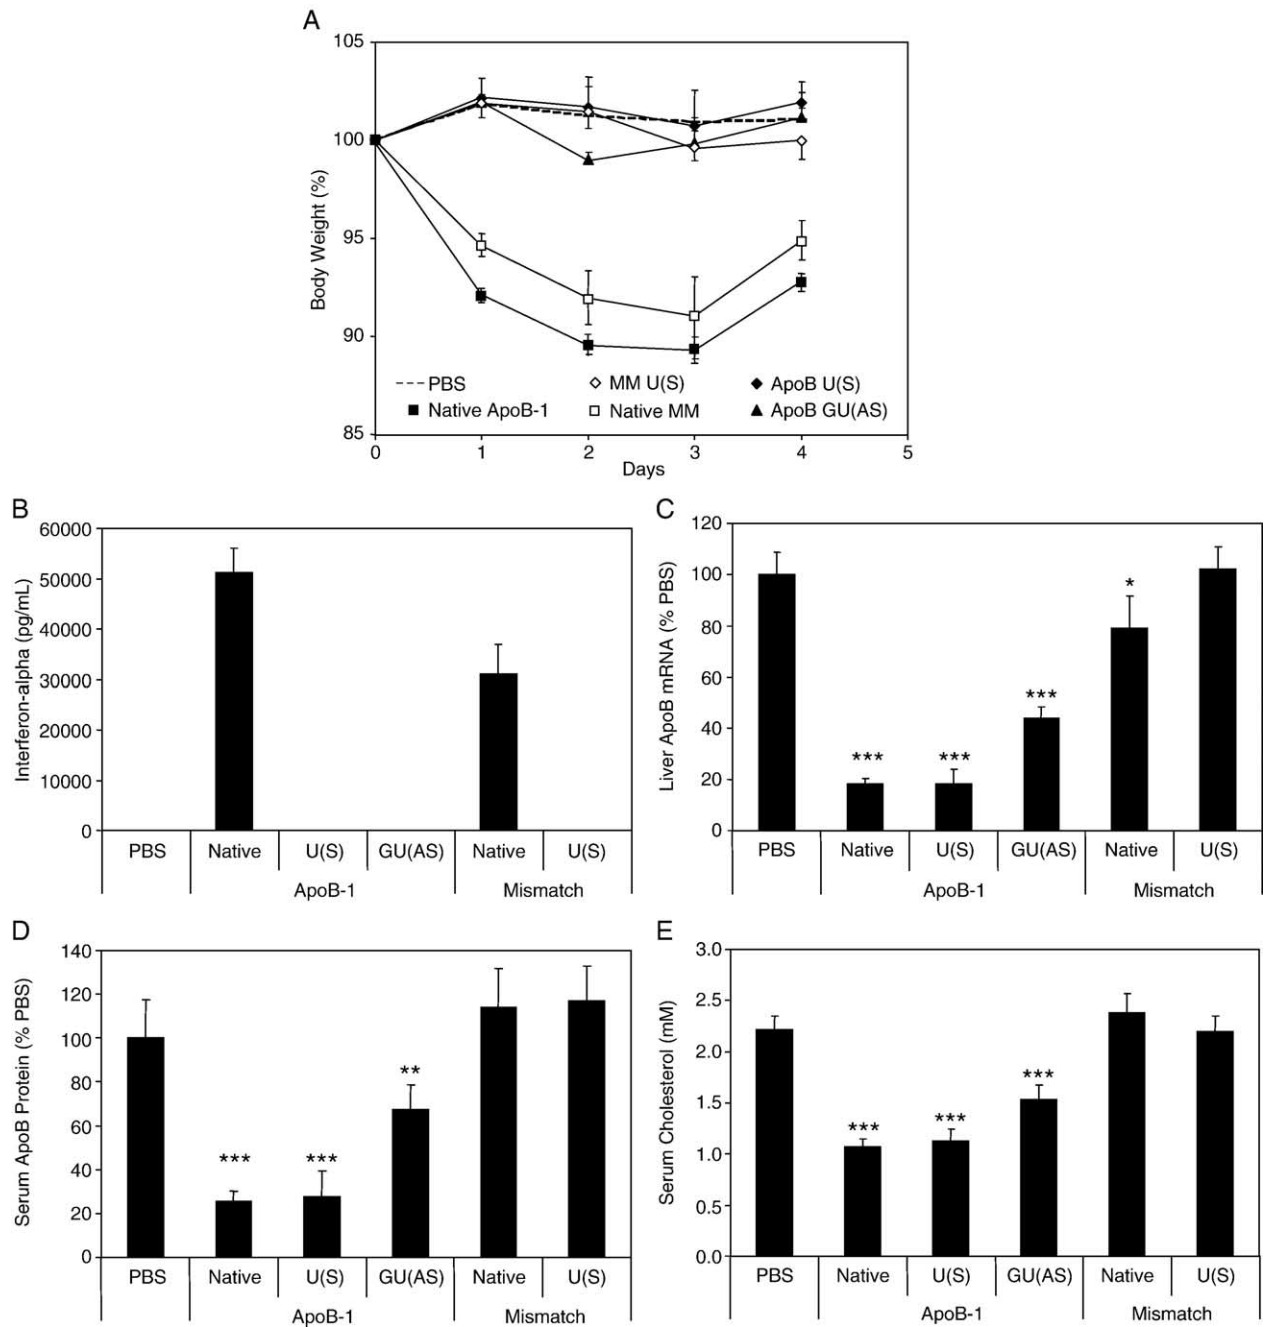 A
105
100
95
90
85
Body Weight (%)
PBS
MM U(S)
ApoB U(S)
Native ApoB-1
Native MM
ApoB GU(AS)
0 1 2 3 4 5
Days
B
60000
50000
40000
30000
20000
10000
0
Interferon-alpha (pg/mL)
PBS Native U(S) GU(AS) Native U(S)
ApoB-1 Mismatch
C
120
100
80
60
40
20
0
Liver ApoB mRNA (% PBS)
*** *** *** *
PBS Native U(S) GU(AS) Native U(S)
ApoB-1 Mismatch
D
140
120
100
80
60
40
20
0
Serum ApoB Protein (% PBS)
*** *** **
PBS Native U(S) GU(AS) Native U(S)
ApoB-1 Mismatch
E
3.0
2.5
2.0
1.5
1.0
0.5
0.0
Serum Cholesterol (mM)
*** *** ***
PBS Native U(S) GU(AS) Native U(S)
ApoB-1 Mismatch